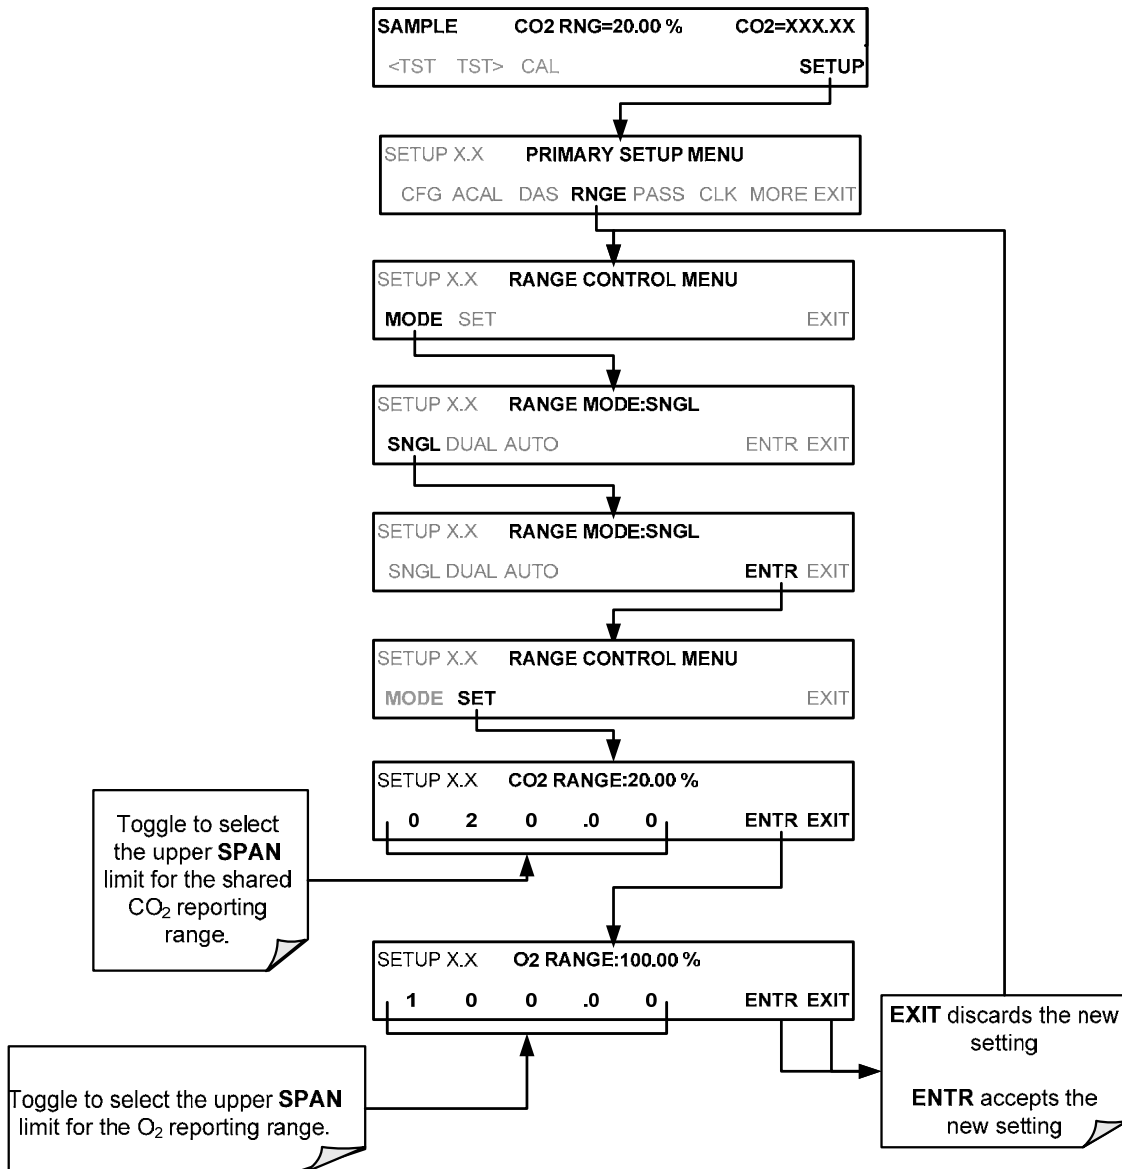 SAMPLE CO2 RNG=20.00 % CO2=XXX.XX
<TST TST> CAL SETUP
SETUP X.X PRIMARY SETUP MENU
CFG ACAL DAS RNGE PASS CLK MORE EXIT
SETUP X.X RANGE CONTROL MENU
MODE SET EXIT
SETUP X.X RANGE MODE:SNGL
SNGL DUAL AUTO ENTR EXIT
SETUP X.X RANGE MODE:SNGL
SNGL DUAL AUTO ENTR EXIT
SETUP X.X RANGE CONTROL MENU
MODE SET EXIT
SETUP X.X CO2 RANGE:20.00 %
0 2 0 .0 0 ENTR EXIT
Toggle to select
the upper SPAN
limit for the shared
CO₂ reporting
range.
SETUP X.X O2 RANGE:100.00 %
1 0 0 .0 0 ENTR EXIT
EXIT discards the new
setting
ENTR accepts the
new setting
Toggle to select the upper SPAN
limit for the O₂ reporting range.